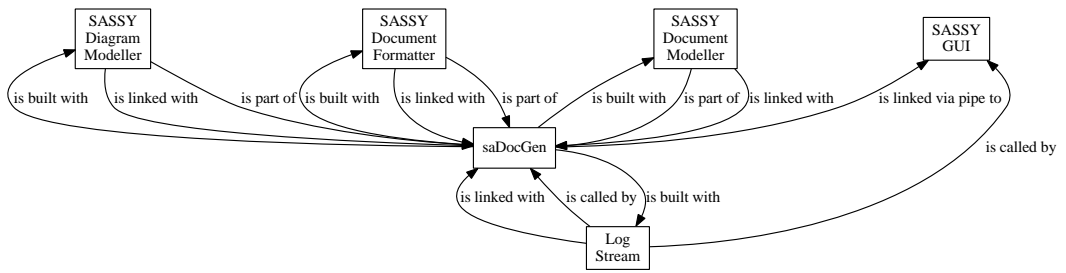 SASSY
Diagram
Modeller
SASSY
Document
Formatter
SASSY
Document
Modeller
SASSY
GUI
is built with
is linked with
is part of
is built with
is linked with
is part of
is built with
is part of
is linked with
is linked via pipe to
saDocGen
is called by
is linked with
is called by
is built with
Log
Stream